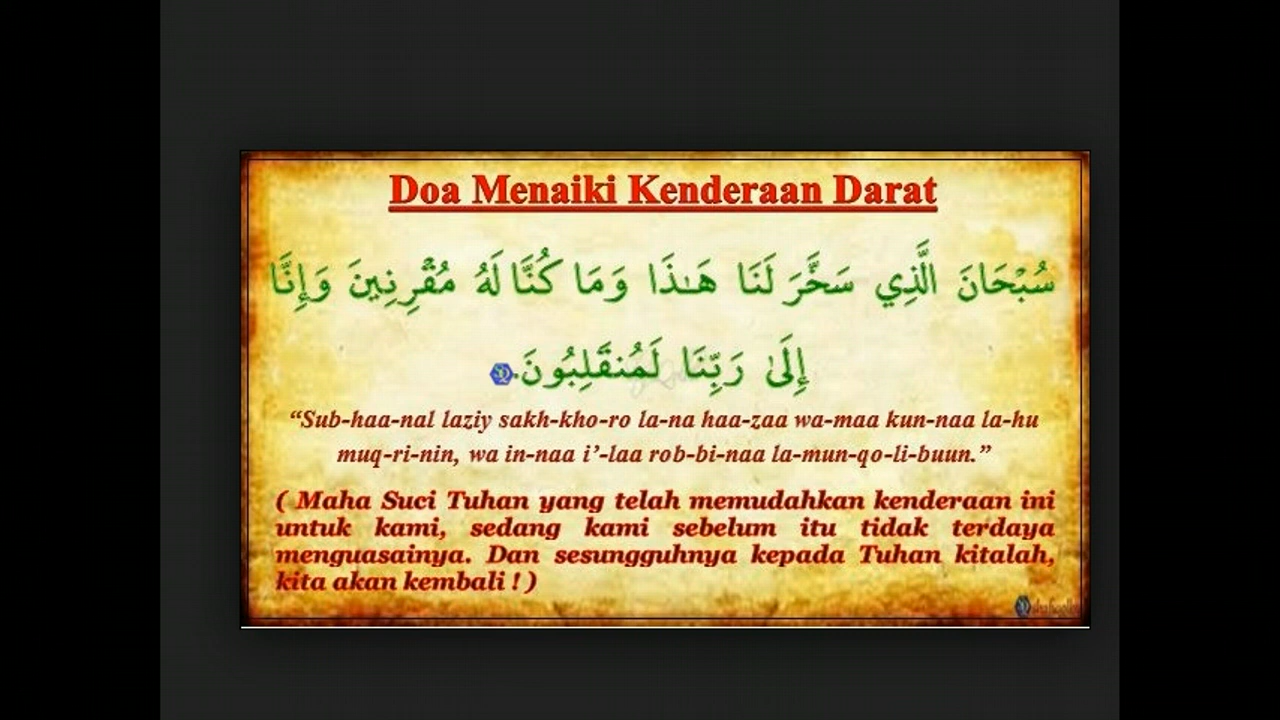 Doa Menaiki Kenderaan Darat
سُبْحَانَ الَّذِي سَخَّرَ لَنَا هَـٰذَا وَمَا كُنَّا لَهُ مُقْرِنِينَ وَإِنَّا
إِلَىٰ رَبِّنَا لَمُنقَلِبُونَ.
“Sub-haa-nal laziy sakh-kho-ro la-na haa-zaa wa-maa kun-naa la-hu
muq-ri-nin, wa in-naa i’-laa rob-bi-naa la-mun-qo-li-buun.”
( Maha Suci Tuhan yang telah memudahkan kenderaan ini
untuk kami, sedang kami sebelum itu tidak terdaya
menguasainya. Dan sesungguhnya kepada Tuhan kitalah,
kita akan kembali ! )